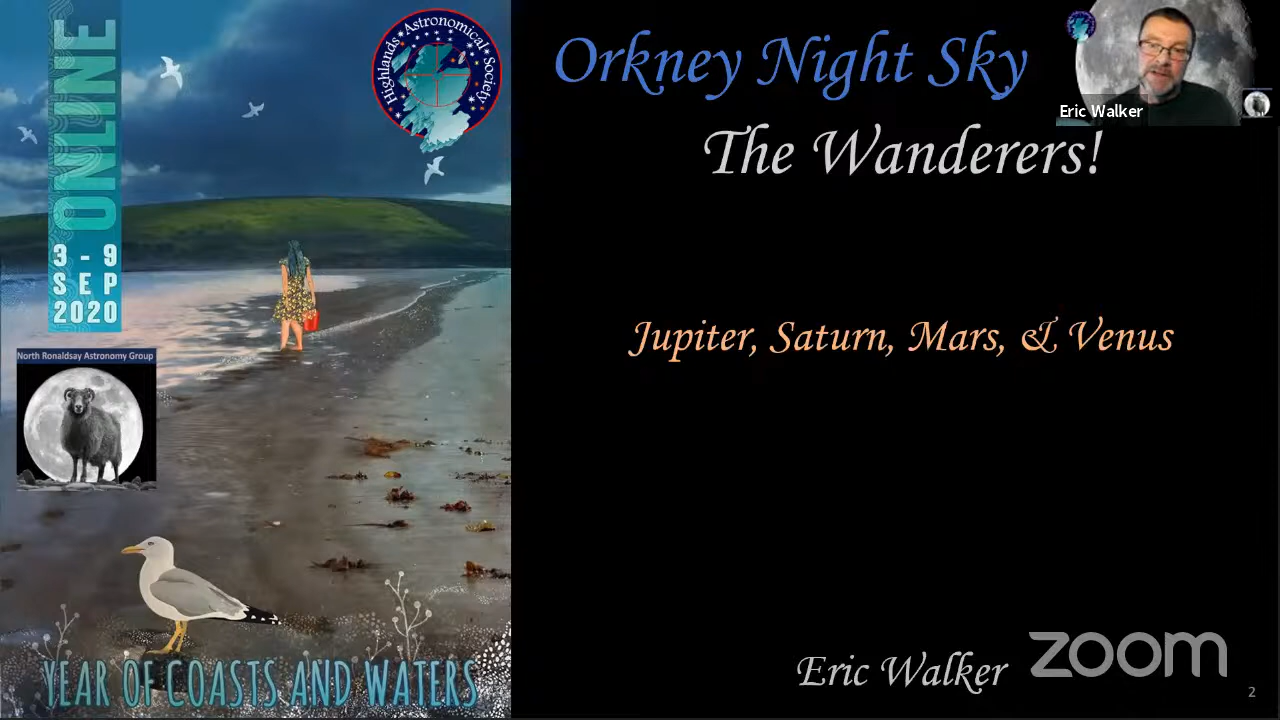 ONLINE
3 - 9
SEP
2020
Highlands Astronomical Society
North Ronaldsay Astronomy Group
YEAR OF COASTS AND WATERS
Orkney Night Sky
The Wanderers!
Jupiter, Saturn, Mars, & Venus
Eric Walker
Eric Walker
zoom
2